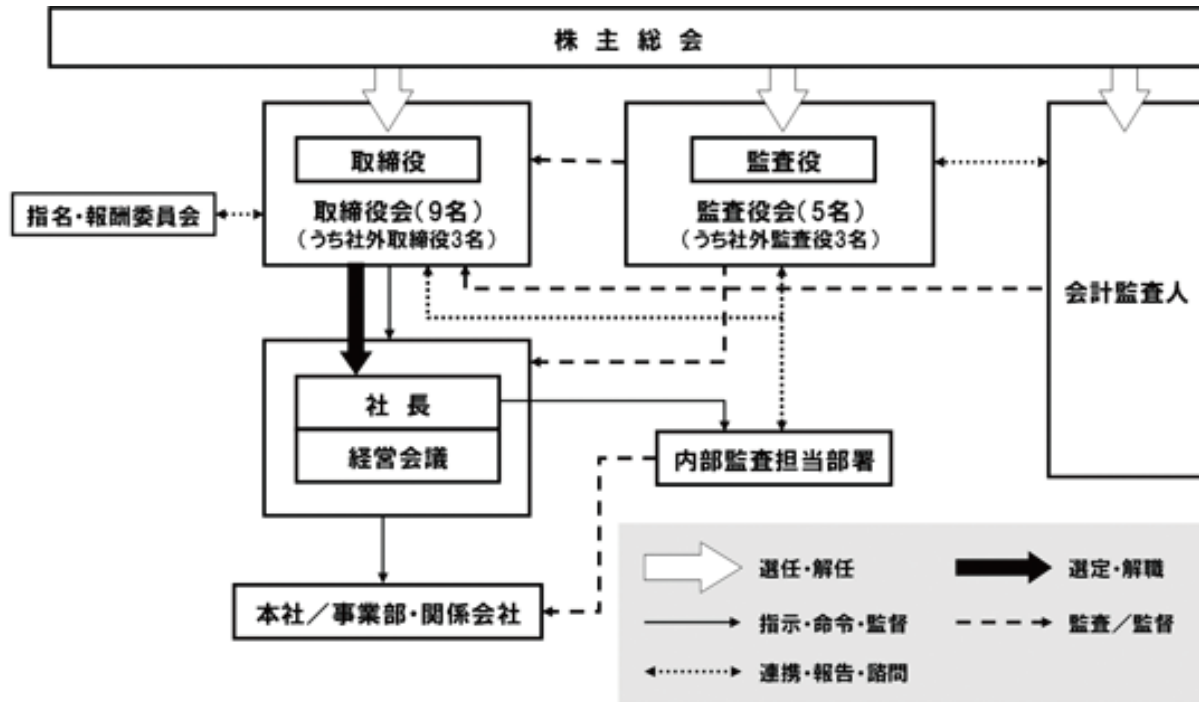 株主総会
取締役
取締役会(9名)
(うち社外取締役3名)
監査役
監査役会(5名)
(うち社外監査役3名)
指名・報酬委員会
会計監査人
社長
経営会議
内部監査担当部署
本社/事業部・関係会社
選任・解任
選定・解職
指示・命令・監督
監査/監督
連携・報告・諮問